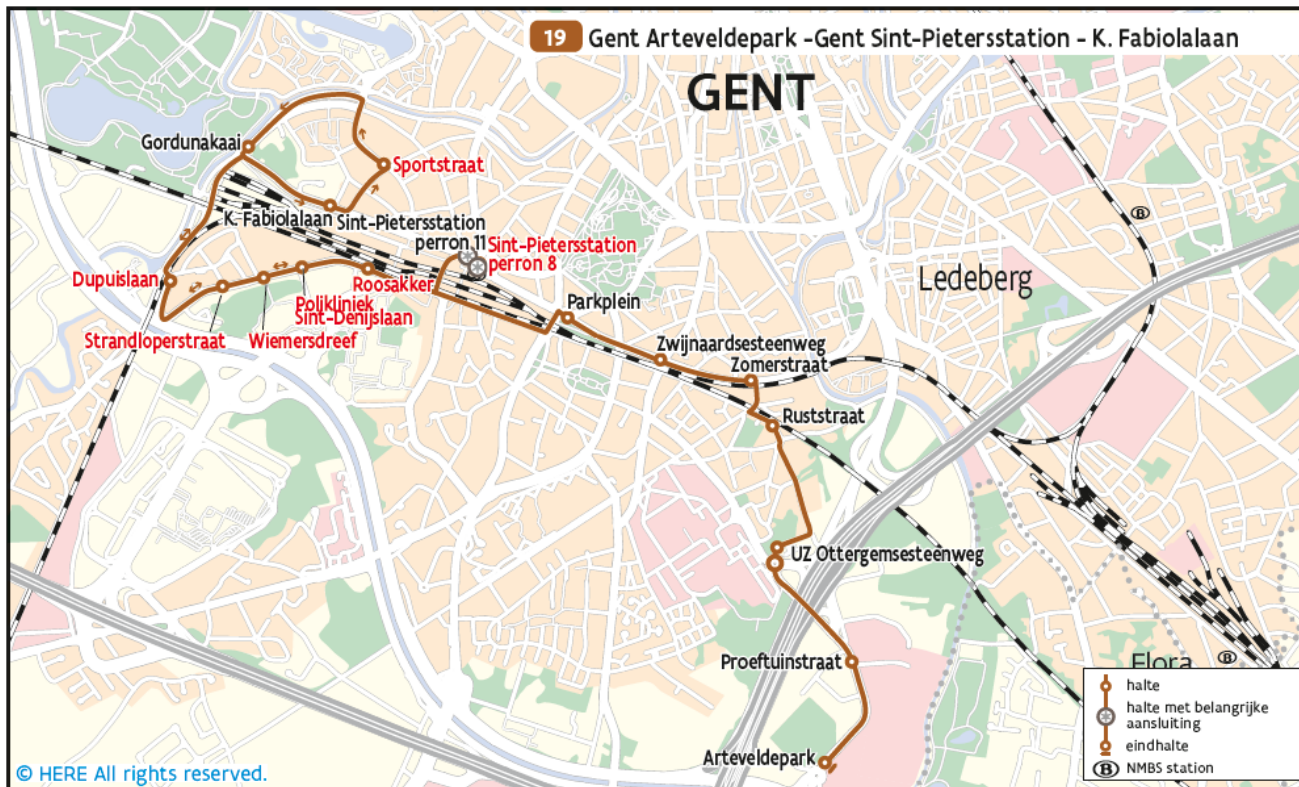 19 Gent Arteveldepark -Gent Sint-Pietersstation - K. Fabiolalaan
GENT
Gordunakaai
Sportstraat
K. Fabiolalaan
Sint-Pietersstation
perron 11
Sint-Pietersstation
perron 8
Dupuislaan
Roosakker
Polikliniek
Sint-Denijslaan
Strandloperstraat
Wiemersdreef
Parkplein
Ledeberg
Zwijnaardsesteenweg
Zomerstraat
Ruststraat
UZ Ottergemsesteenweg
Proeftuinstraat
Arteveldepark
B
Flora
B
halte
halte met belangrijke
aansluiting
eindhalte
B NMBS station
© HERE All rights reserved.